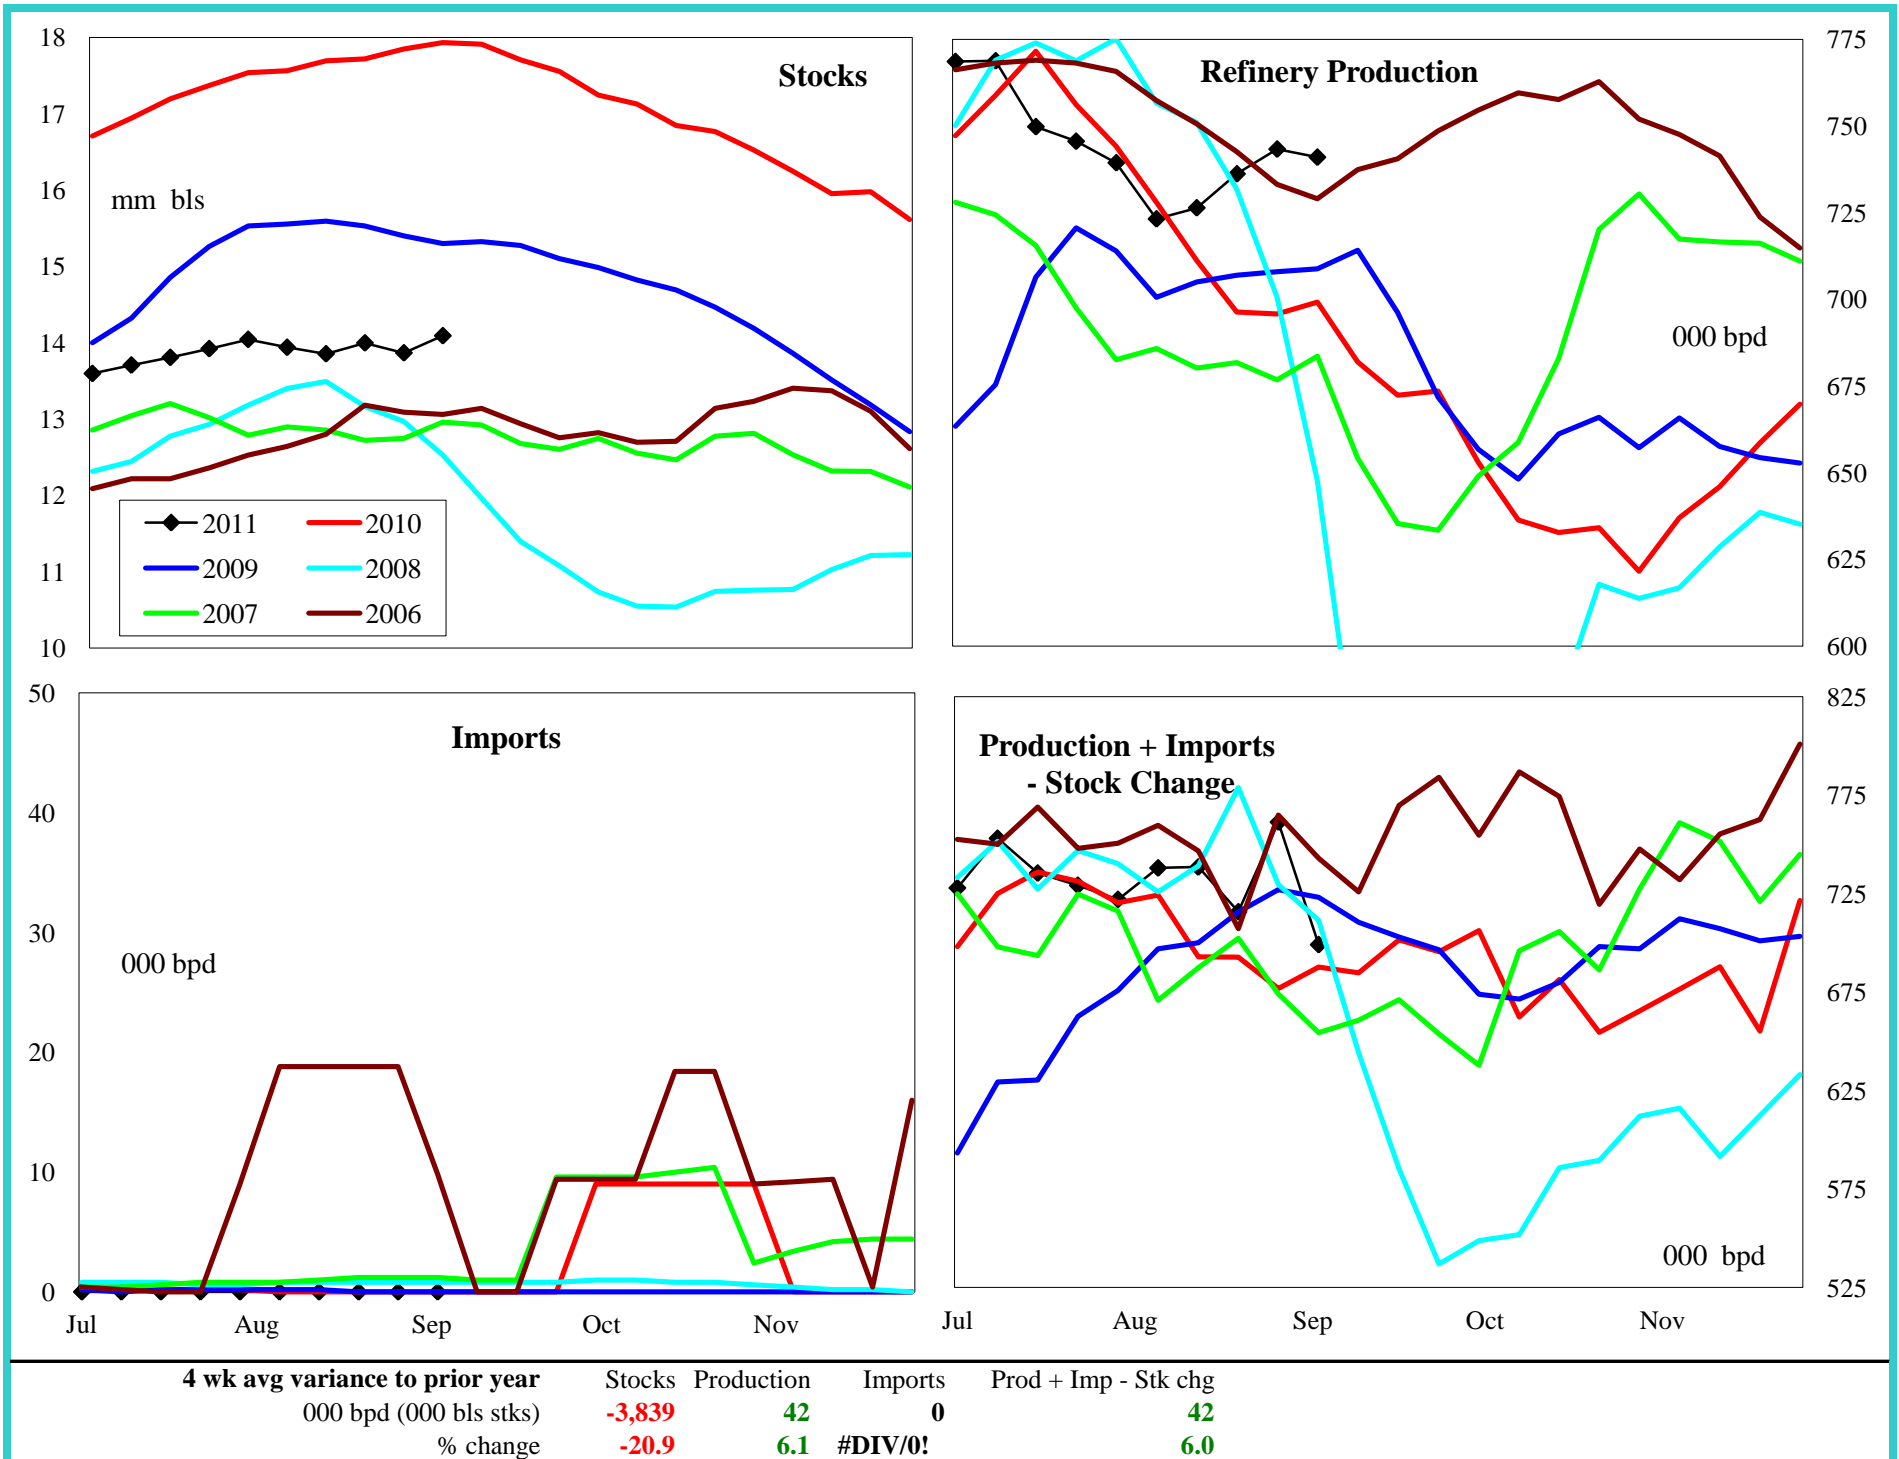 18
17
16
15
14
13
12
11
10
Stocks
mm bls
2011
2010
2009
2008
2007
2006
Refinery Production
000 bpd
775
750
725
700
675
650
625
600
50
40
30
20
10
0
Imports
000 bpd
Jul Aug Sep Oct Nov
Production + Imports
- Stock Change
825
775
725
675
625
575
525
000 bpd
Jul Aug Sep Oct Nov
4 wk avg variance to prior year Stocks Production Imports Prod + Imp - Stk chg
000 bpd (000 bls stks) -3,839 42 0 42
% change -20.9 6.1 #DIV/0! 6.0